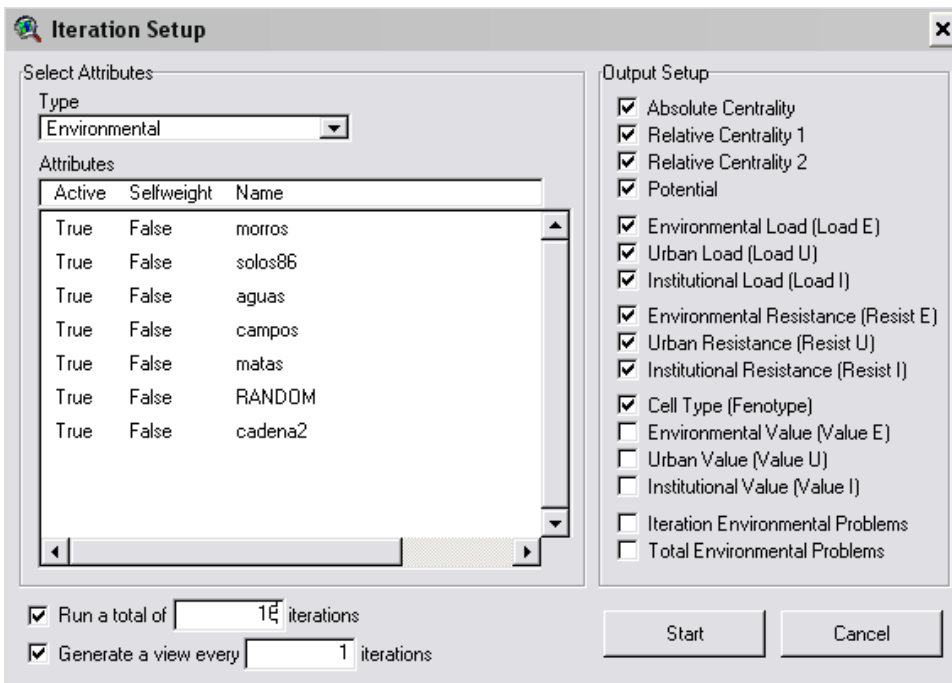 Iteration Setup
Select Attributes
Type
Environmental
Attributes
Active Selfweight Name
True False morros
True False solos86
True False aguas
True False campos
True False matas
True False RANDOM
True False cadena2
Run a total of iterations
Generate a view every 1 iterations
Output Setup
Absolute Centrality
Relative Centrality 1
Relative Centrality 2
Potential
Environmental Load (Load E)
Urban Load (Load U)
Institutional Load (Load I)
Environmental Resistance (Resist E)
Urban Resistance (Resist U)
Institutional Resistance (Resist I)
Cell Type (Fenotype)
Environmental Value (Value E)
Urban Value (Value U)
Institutional Value (Value I)
Iteration Environmental Problems
Total Environmental Problems
Start Cancel